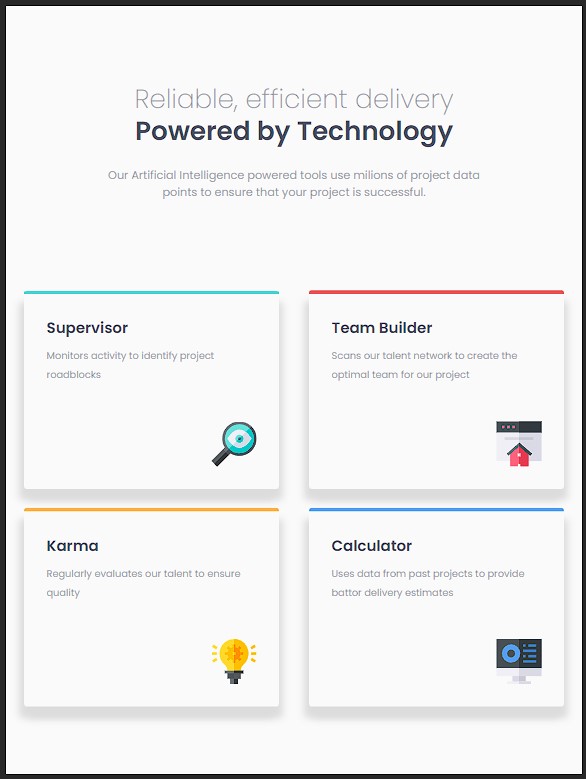 Reliable, efficient delivery
Powered by Technology
Our Artificial Intelligence powered tools use milions of project data
points to ensure that your project is successful.
Supervisor
Monitors activity to identify project
roadblocks
Team Builder
Scans our talent network to create the
optimal team for our project
Karma
Regularly evaluates our talent to ensure
quality
Calculator
Uses data from past projects to provide
battor delivery estimates